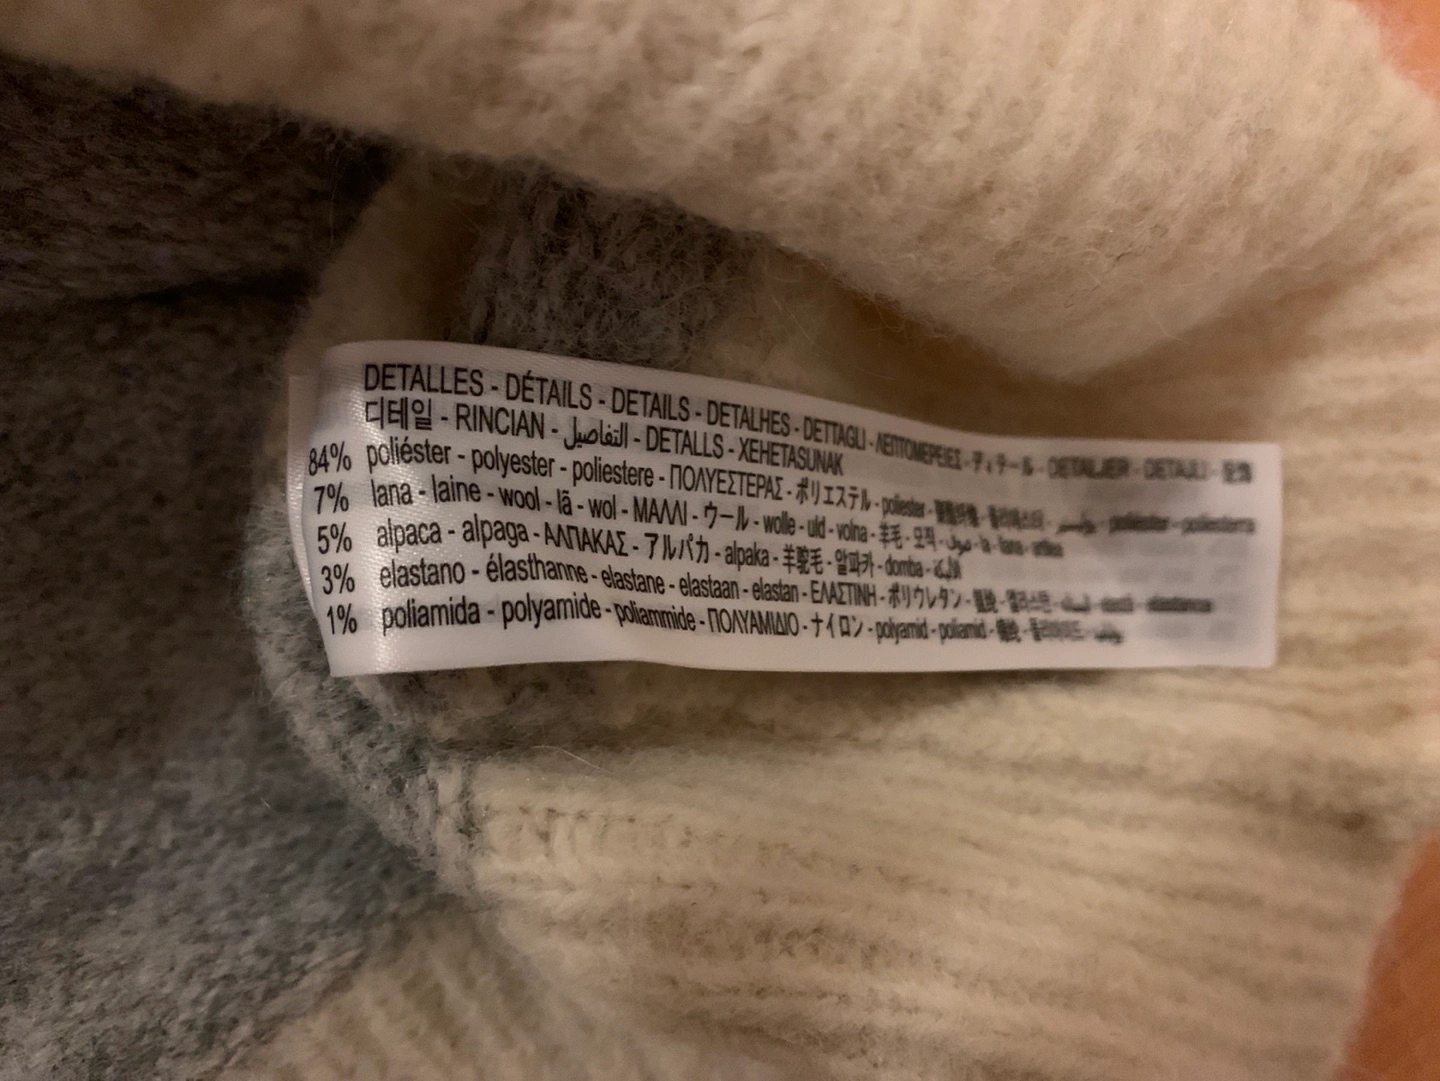 DETALLES - DÉTAILS - DETAILS - DETALHES - DETTAGLI - ΛΕΠΤΟΜΕΡΕΙΕΣ - ディテール - DETALJER - DETAJLI -
디테일 - RINCIAN - التفاصيل - DETALLS - XEHETASUNAK
84% poliéster - polyester - poliestere - ΠΟΛΥΕΣΤΕΡΑΣ - ポリエステル - poliester -
7% lana - laine - wool - lã - wol - ΜΑΛΛΙ - ウール - wolle - uld - volna - 羊毛 - 모직 - صوف - la - lana - artilea
5% alpaca - alpaga - ΑΛΠΑΚΑΣ - アルパカ - alpaka - 羊驼毛 - 알파카 - domba - الألبكة
3% elastano - élasthanne - elastane - elastaan - elastan - ΕΛΑΣΤΙΝΗ - ポリウレタン -
1% poliamida - polyamide - poliammide - ΠΟΛΥΑΜΙΔΙΟ - ナイロン - polyamid - poliamid -